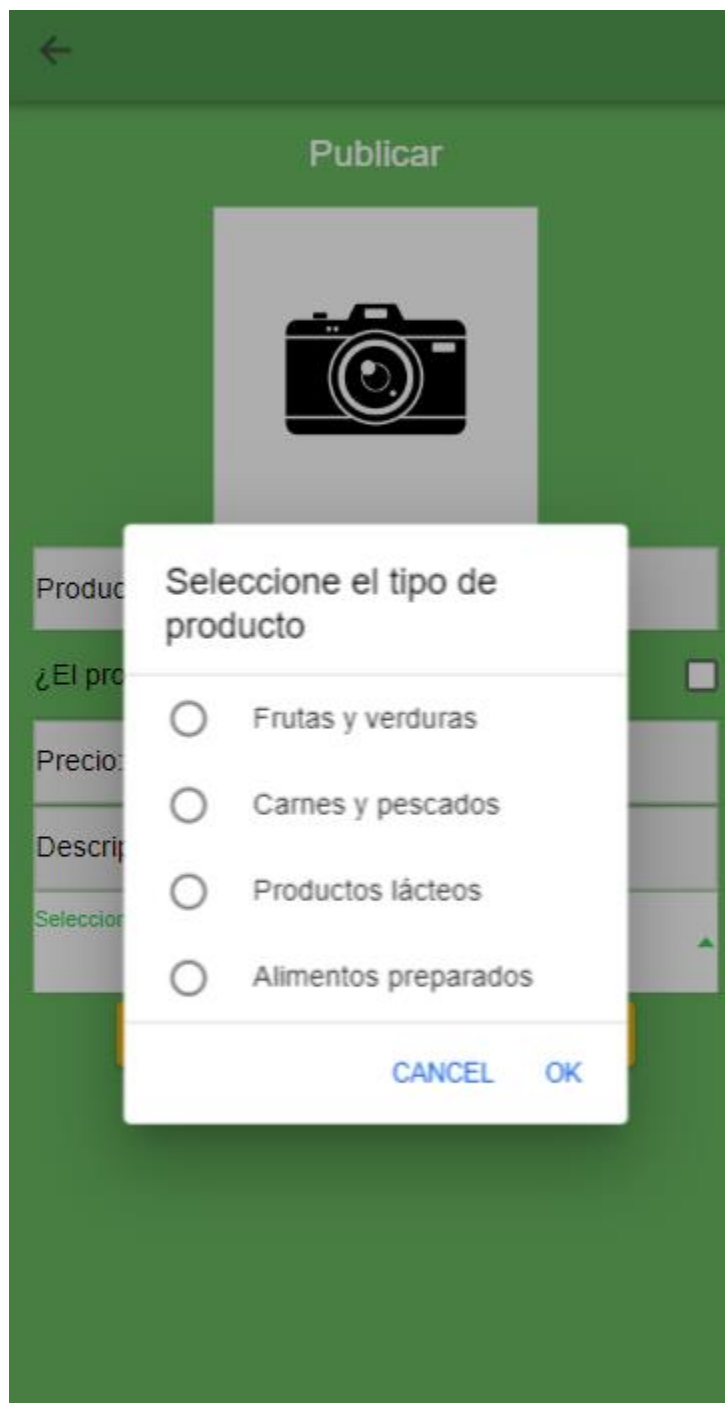 Publicar
Produc
Seleccione el tipo de
producto
¿El pro
Frutas y verduras
Precio:
Carnes y pescados
Descrip
Productos lácteos
Seleccion
Alimentos preparados
CANCEL OK